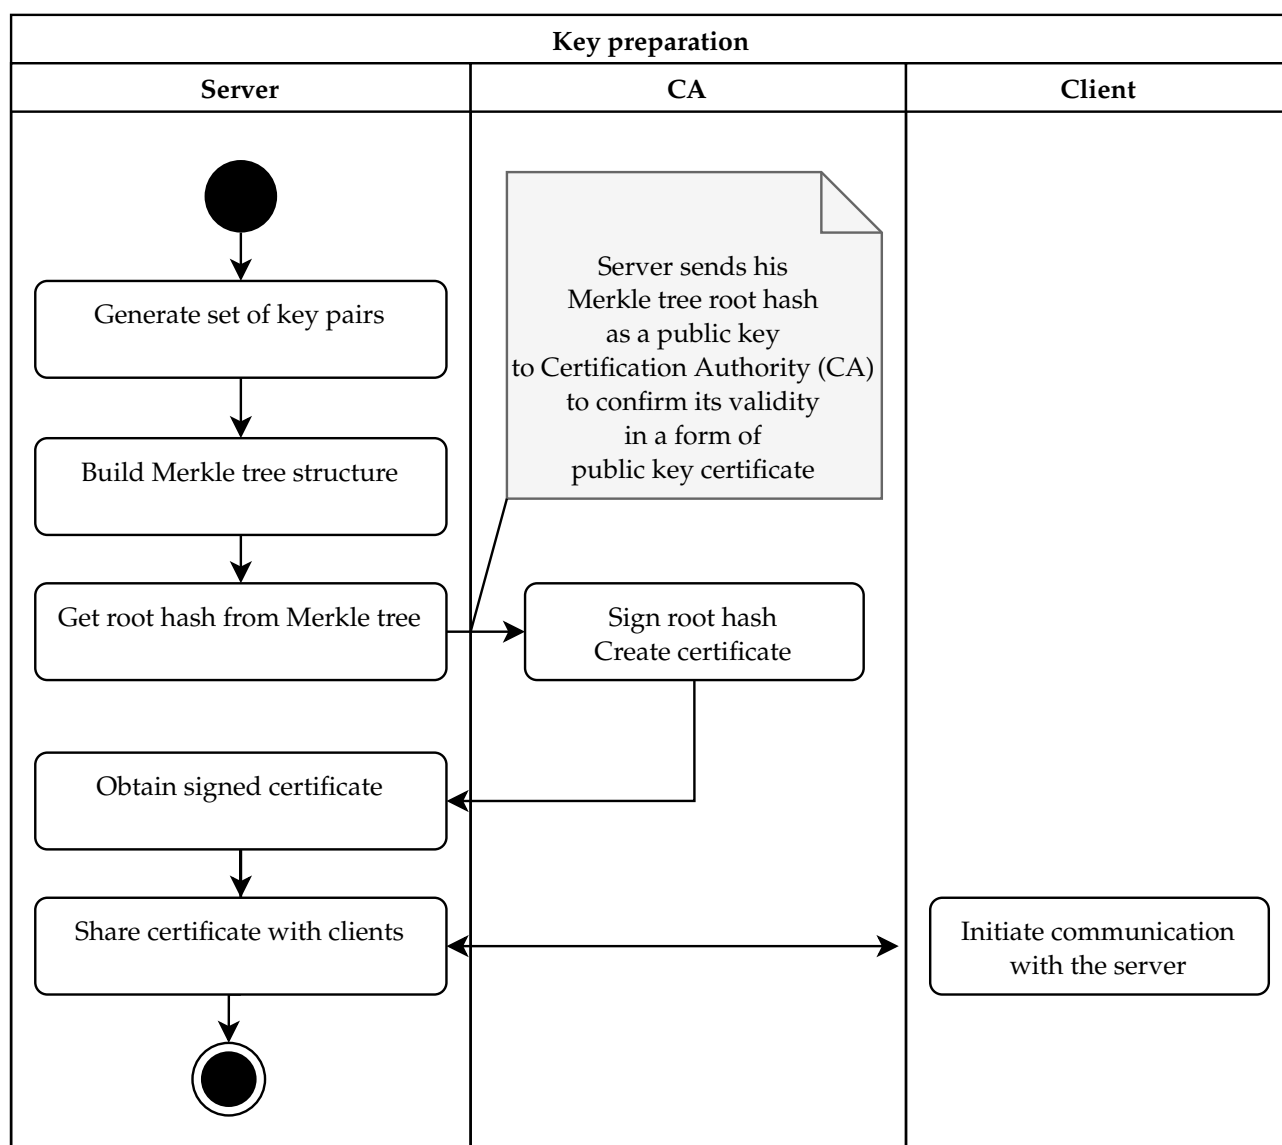 Key preparation
Server
CA
Client
Generate set of key pairs
Build Merkle tree structure
Get root hash from Merkle tree
Server sends his
Merkle tree root hash
as a public key
to Certification Authority (CA)
to confirm its validity
in a form of
public key certificate
Sign root hash
Create certificate
Obtain signed certificate
Share certificate with clients
Initiate communication
with the server